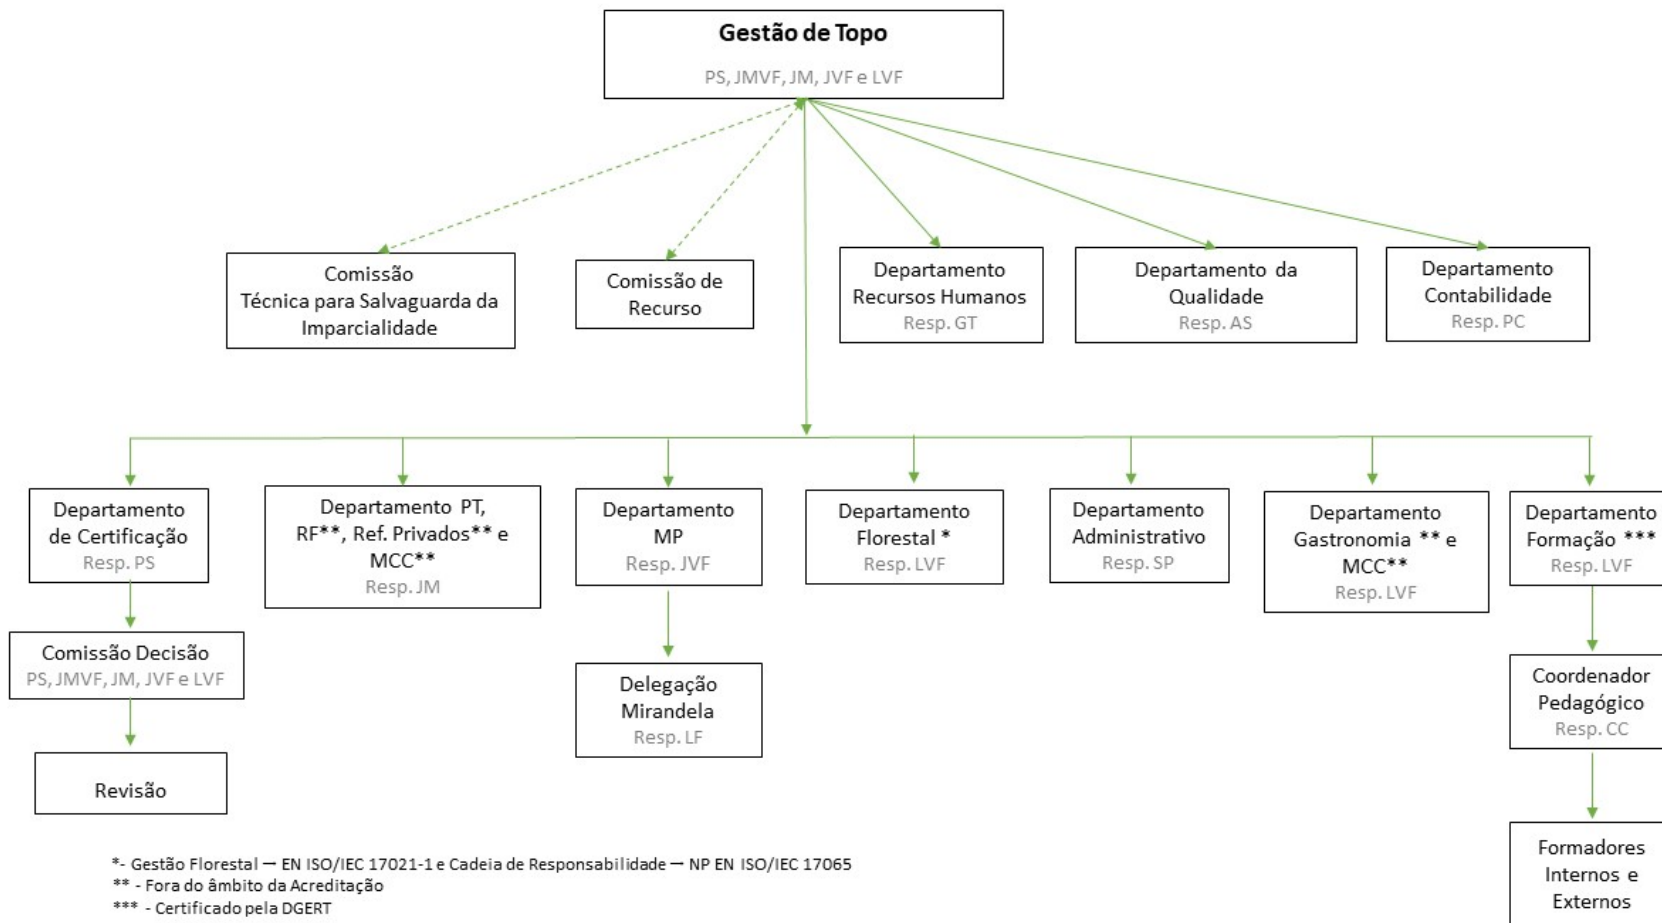 Gestão de Topo
PS, JMVF, JM, JVF e LVF
Comissão
Técnica para Salvaguarda da
Imparcialidade
Comissão de
Recurso
Departamento
Recursos Humanos
Resp. GT
Departamento da
Qualidade
Resp. AS
Departamento
Contabilidade
Resp. PC
Departamento
de Certificação
Resp. PS
Departamento PT,
RF**, Ref. Privados** e
MCC**
Resp. JM
Departamento
MP
Resp. JVF
Departamento
Florestal *
Resp. LVF
Departamento
Administrativo
Resp. SP
Departamento
Gastronomia ** e
MCC**
Resp. LVF
Departamento
Formação ***
Resp. LVF
Comissão Decisão
PS, JMVF, JM, JVF e LVF
Delegação
Mirandela
Resp. LF
Coordenador
Pedagógico
Resp. CC
Revisão
Formadores
Internos e
Externos
*- Gestão Florestal — EN ISO/IEC 17021-1 e Cadeia de Responsabilidade — NP EN ISO/IEC 17065
** - Fora do âmbito da Acreditação
*** - Certificado pela DGERT